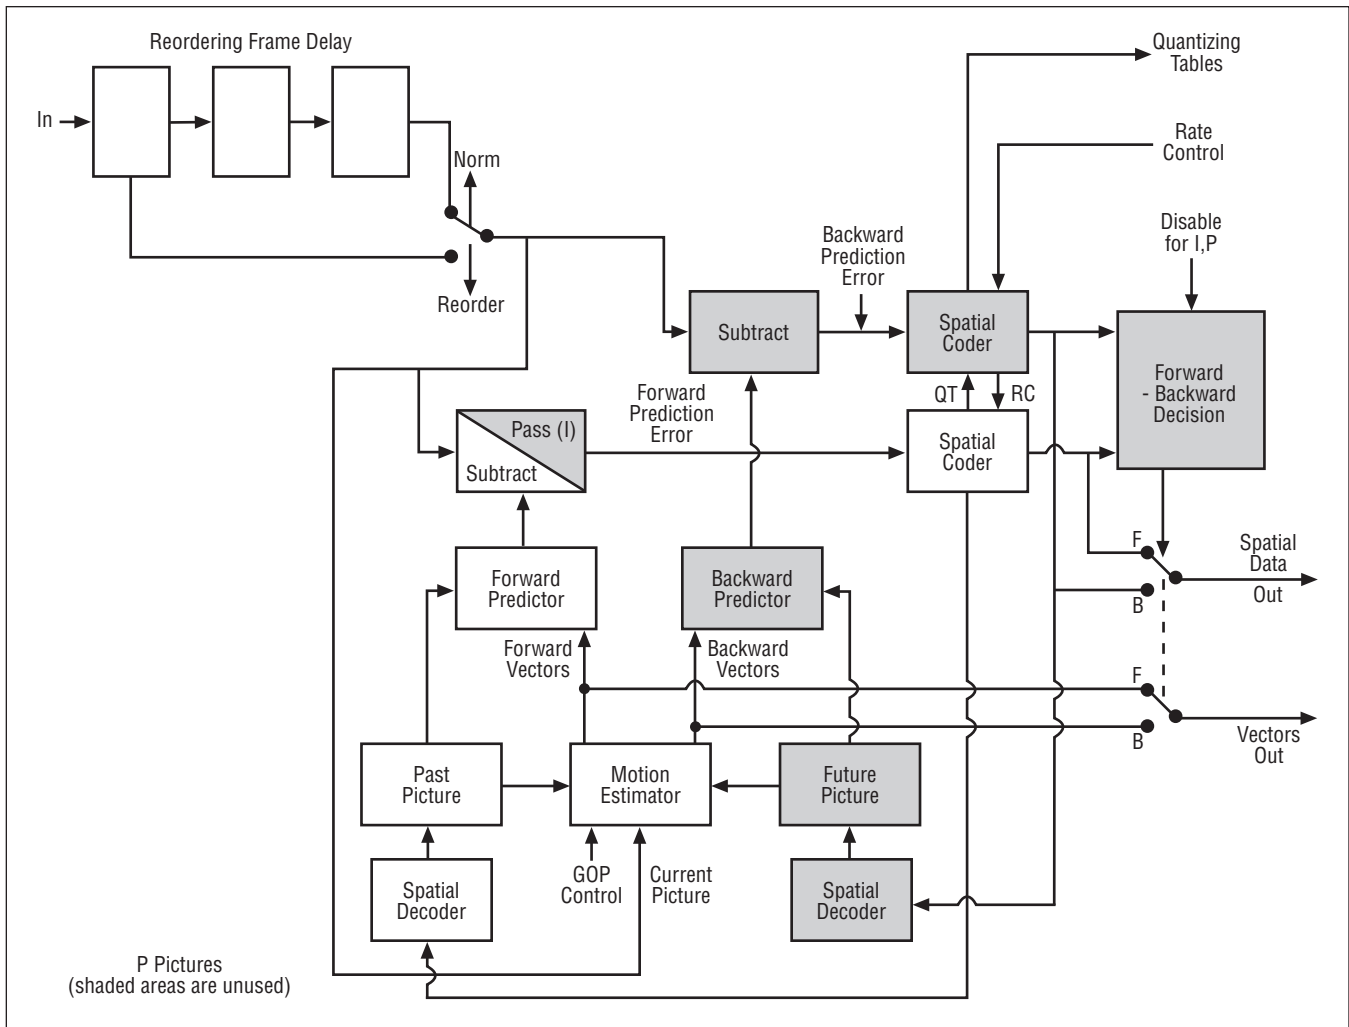 Reordering Frame Delay
In
Norm
Reorder
Quantizing
Tables
Rate
Control
Disable
for I,P
Backward
Prediction
Error
Subtract
Spatial
Coder
Forward
- Backward
Decision
QT
RC
Forward
Prediction
Error
Pass (I)
Subtract
Spatial
Coder
Forward
Predictor
Backward
Predictor
F
B
Spatial
Data
Out
Forward
Vectors
Backward
Vectors
F
B
Vectors
Out
Past
Picture
Motion
Estimator
Future
Picture
Spatial
Decoder
GOP
Control
Current
Picture
Spatial
Decoder
P Pictures
(shaded areas are unused)